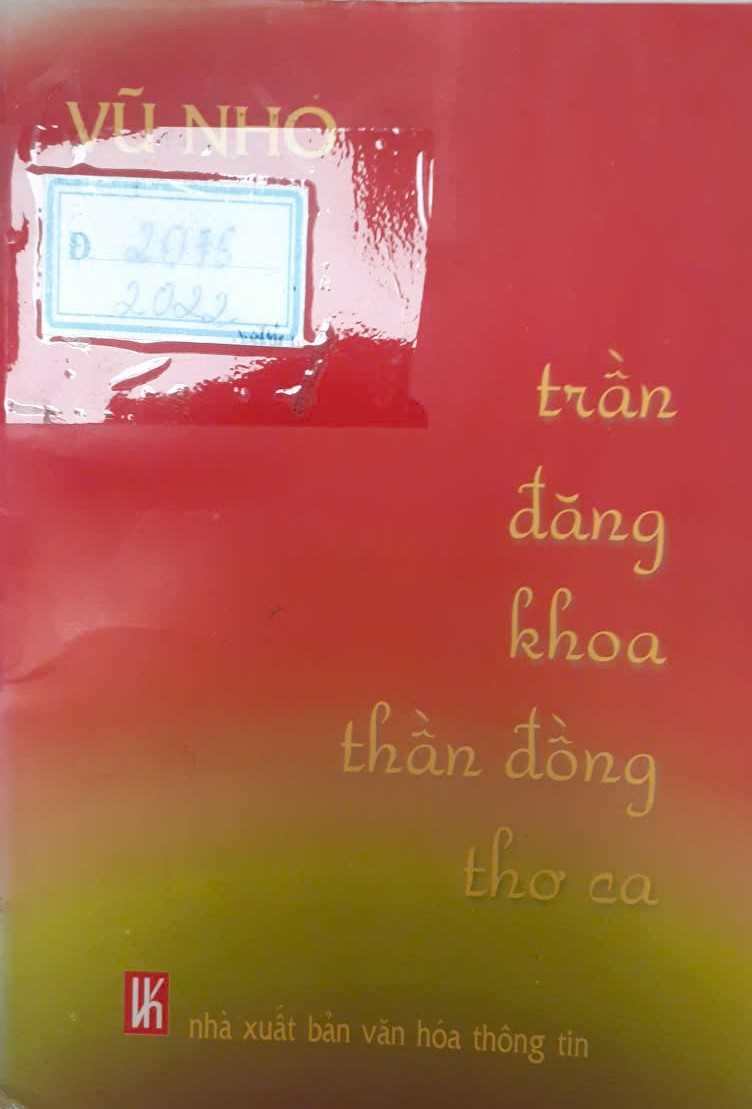 VŨ NHO
Đ 2075
2022
trần
đăng
khoa
thần đồng
thơ ca
nhà xuất bản văn hóa thông tin